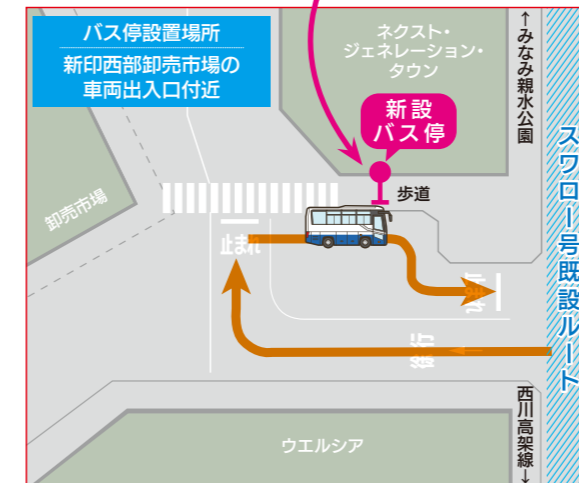 バス停設置場所
新印西部卸売市場の
車両出入口付近
ネクスト・
ジェネレーション・
タウン
↑みなみ親水公園
新設
バス停
歩道
卸売市場
止まれ
止まれ
徐行
スワロー号既設ルート
西川高架線↓
ウエルシア